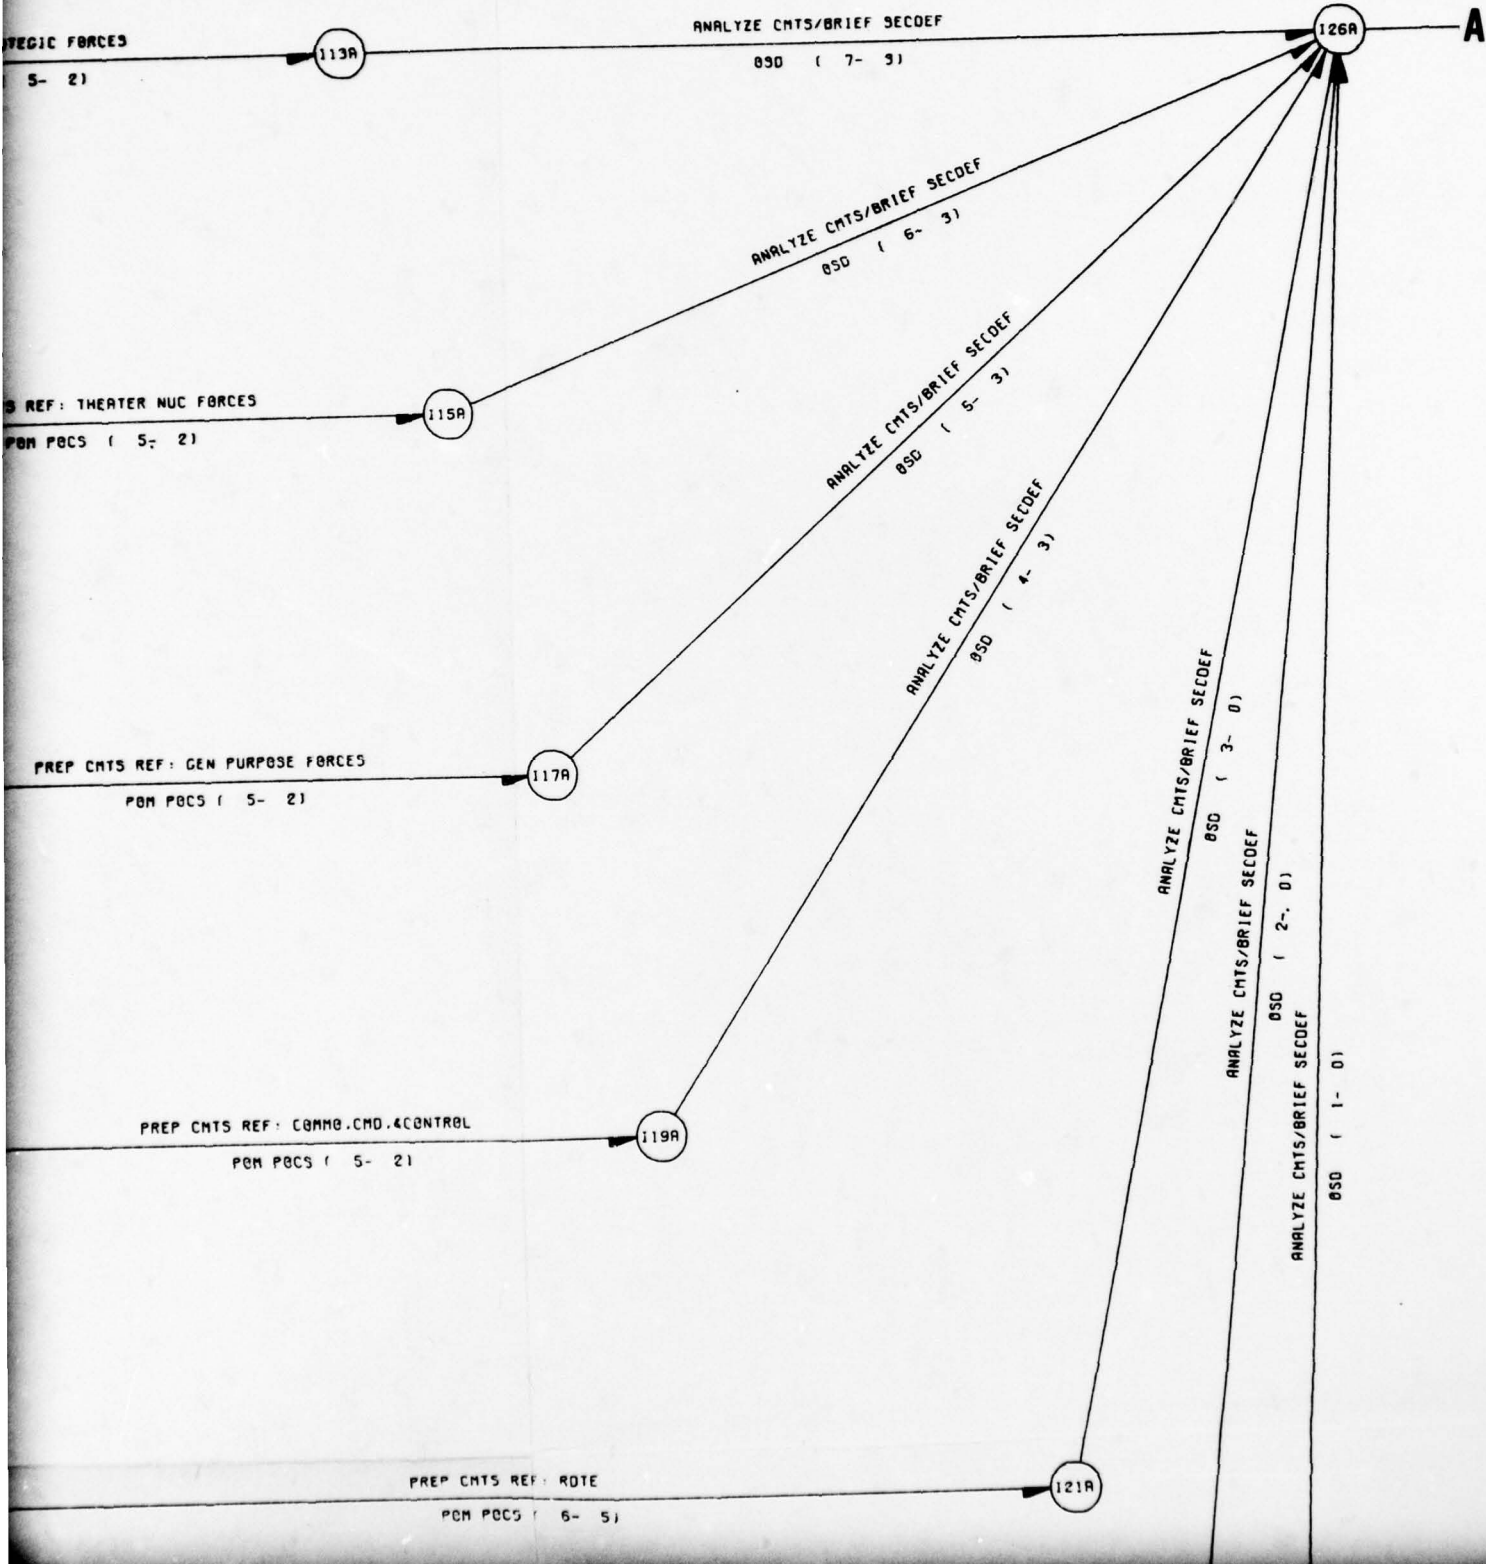 ANALYZE CMTS/BRIEF SECDEF
TEGIC FORCES
113A
126A
A
OSD ( 7- 3)
5- 2)
ANALYZE CMTS/BRIEF SECDEF
OSD ( 6- 3)
ANALYZE CMTS/BRIEF SECDEF
OSD ( 5- 3)
S REF: THEATER NUC FORCES
115A
POM POCS ( 5- 2)
ANALYZE CMTS/BRIEF SECDEF
OSD ( 4- 3)
ANALYZE CMTS/BRIEF SECDEF
OSD ( 3- 0)
PREP CMTS REF: GEN PURPOSE FORCES
117A
POM POCS ( 5- 2)
ANALYZE CMTS/BRIEF SECDEF
OSD ( 2-. 0)
ANALYZE CMTS/BRIEF SECDEF
OSD ( 1- 0)
PREP CMTS REF: COMMO.CMD.&CONTROL
119A
POM POCS ( 5- 2)
PREP CMTS REF: RDTE
121A
POM POCS ( 6- 5)